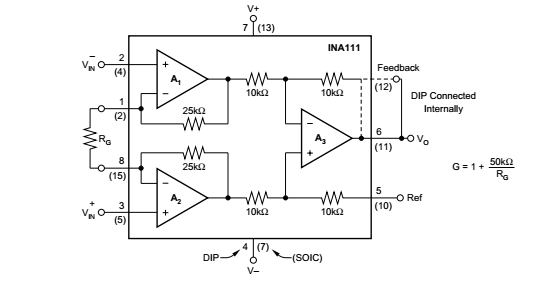 V+
7 (13)
INA111
V−IN
2
(4)
+
A1
−
Feedback
(12)
10kΩ
10kΩ
DIP Connected
Internally
1
(2)
25kΩ
−
A3
+
6
(11)
VO
RG
25kΩ
G = 1 + 50kΩ
RG
8
(15)
−
A2
+
5
(10)
Ref
10kΩ
10kΩ
V+IN
3
(5)
4 (7)
DIP
(SOIC)
V−